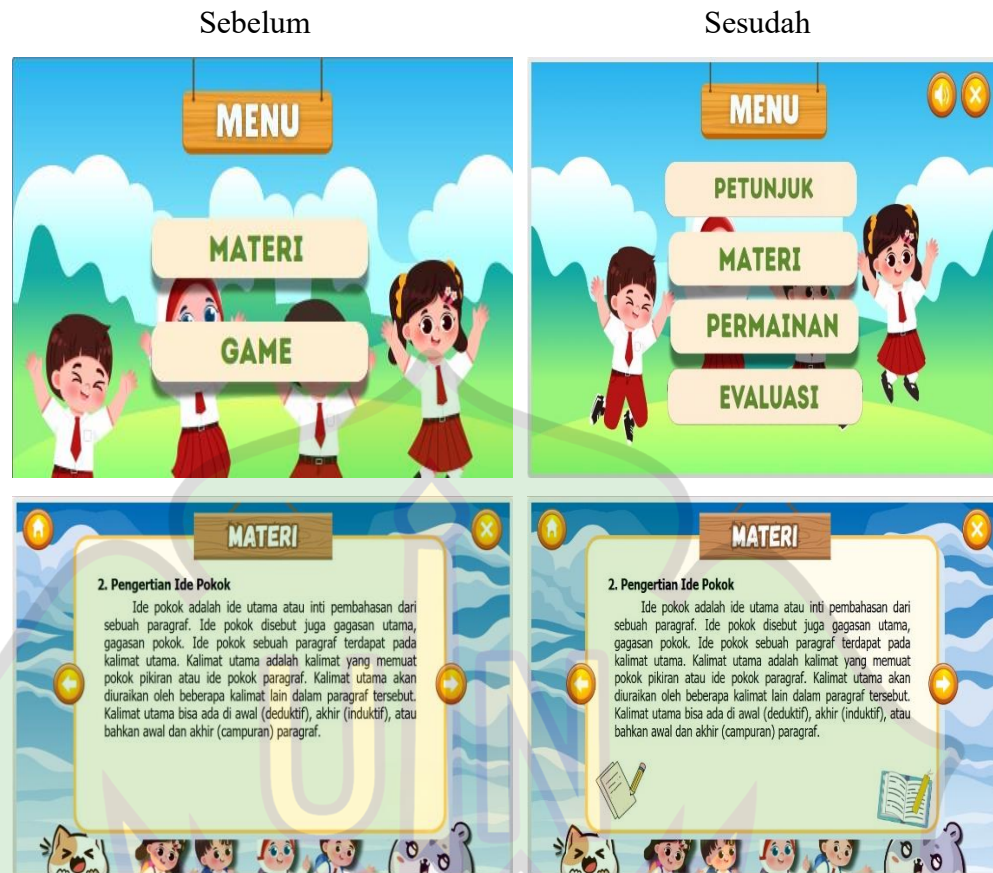 Sebelum
Sesudah
MENU
MATERI
GAME
MENU
PETUNJUK
MATERI
PERMAINAN
EVALUASI
MATERI
2. Pengertian Ide Pokok
Ide pokok adalah ide utama atau inti pembahasan dari
sebuah paragraf. Ide pokok disebut juga gagasan utama,
gagasan pokok. Ide pokok sebuah paragraf terdapat pada
kalimat utama. Kalimat utama adalah kalimat yang memuat
pokok pikiran atau ide pokok paragraf. Kalimat utama akan
diuraikan oleh beberapa kalimat lain dalam paragraf tersebut.
Kalimat utama bisa ada di awal (deduktif), akhir (induktif), atau
bahkan awal dan akhir (campuran) paragraf.
MATERI
2. Pengertian Ide Pokok
Ide pokok adalah ide utama atau inti pembahasan dari
sebuah paragraf. Ide pokok disebut juga gagasan utama,
gagasan pokok. Ide pokok sebuah paragraf terdapat pada
kalimat utama. Kalimat utama adalah kalimat yang memuat
pokok pikiran atau ide pokok paragraf. Kalimat utama akan
diuraikan oleh beberapa kalimat lain dalam paragraf tersebut.
Kalimat utama bisa ada di awal (deduktif), akhir (induktif), atau
bahkan awal dan akhir (campuran) paragraf.
UIN